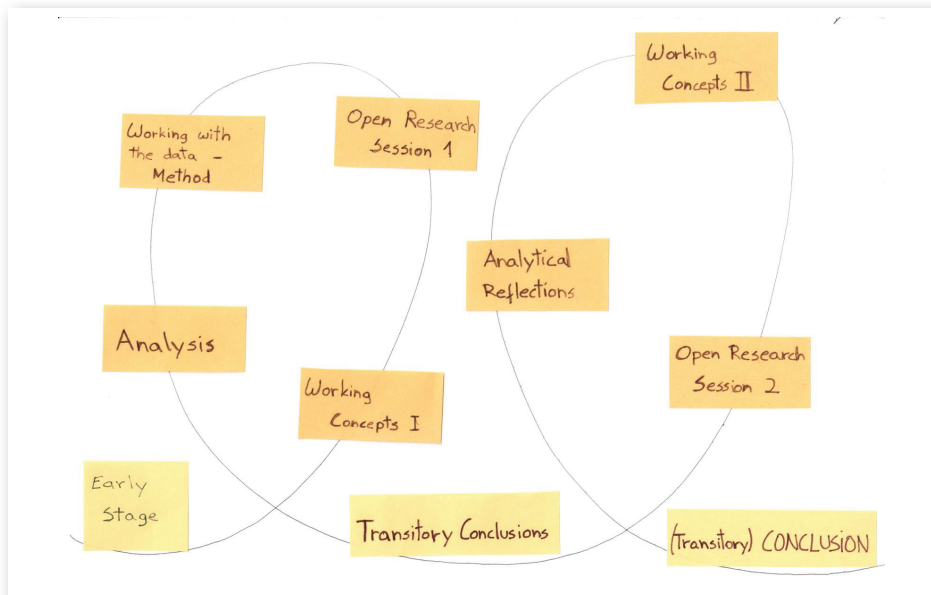 Working
Concepts II
Open Research
Session 1
Working with
the data -
Method
Analytical
Reflections
Analysis
Open Research
Session 2
Working
Concepts I
Early
Stage
Transitory Conclusions
(Transitory) CONCLUSION